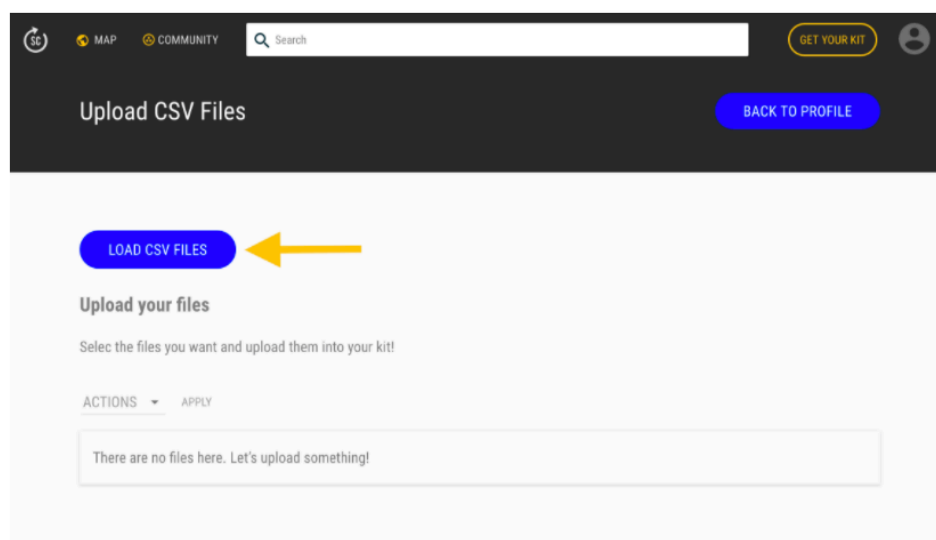 SC MAP COMMUNITY Search GET YOUR KIT
Upload CSV Files BACK TO PROFILE
LOAD CSV FILES
Upload your files
Selec the files you want and upload them into your kit!
ACTIONS APPLY
There are no files here. Let's upload something!